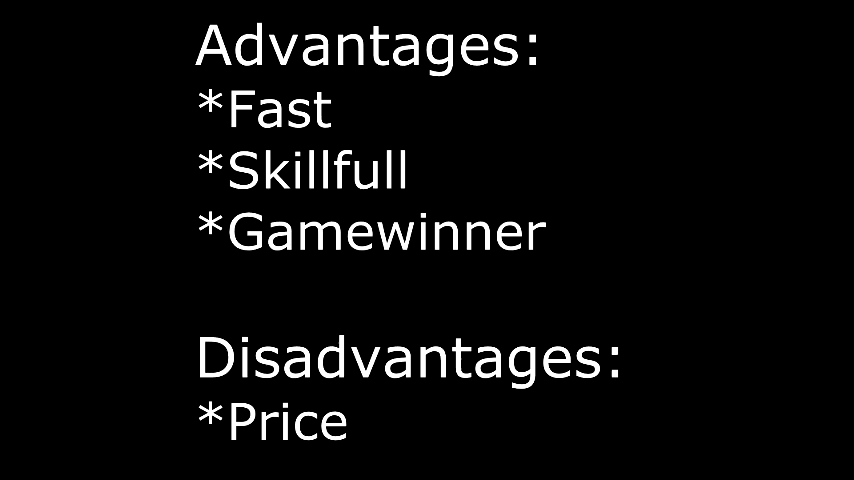 Advantages:
*Fast
*Skillfull
*Gamewinner
Disadvantages:
*Price